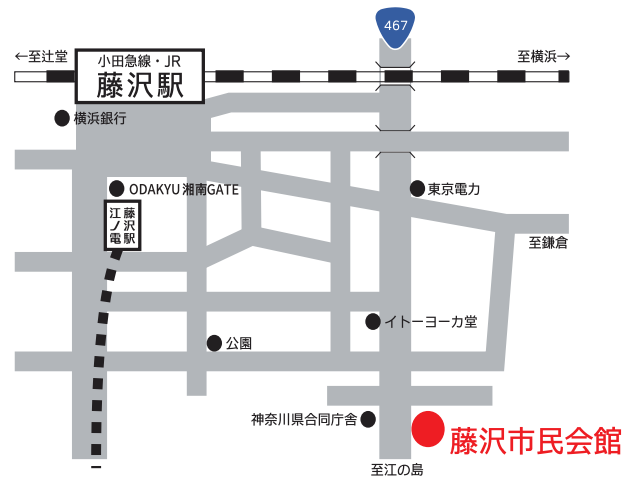 467
←至辻堂
小田急線・JR
藤沢駅
至横浜→
横浜銀行
ODAKYU 湘南GATE
東京電力
藤沢駅
江ノ電
至鎌倉
イトーヨーカ堂
公園
神奈川県合同庁舎
藤沢市民会館
至江の島